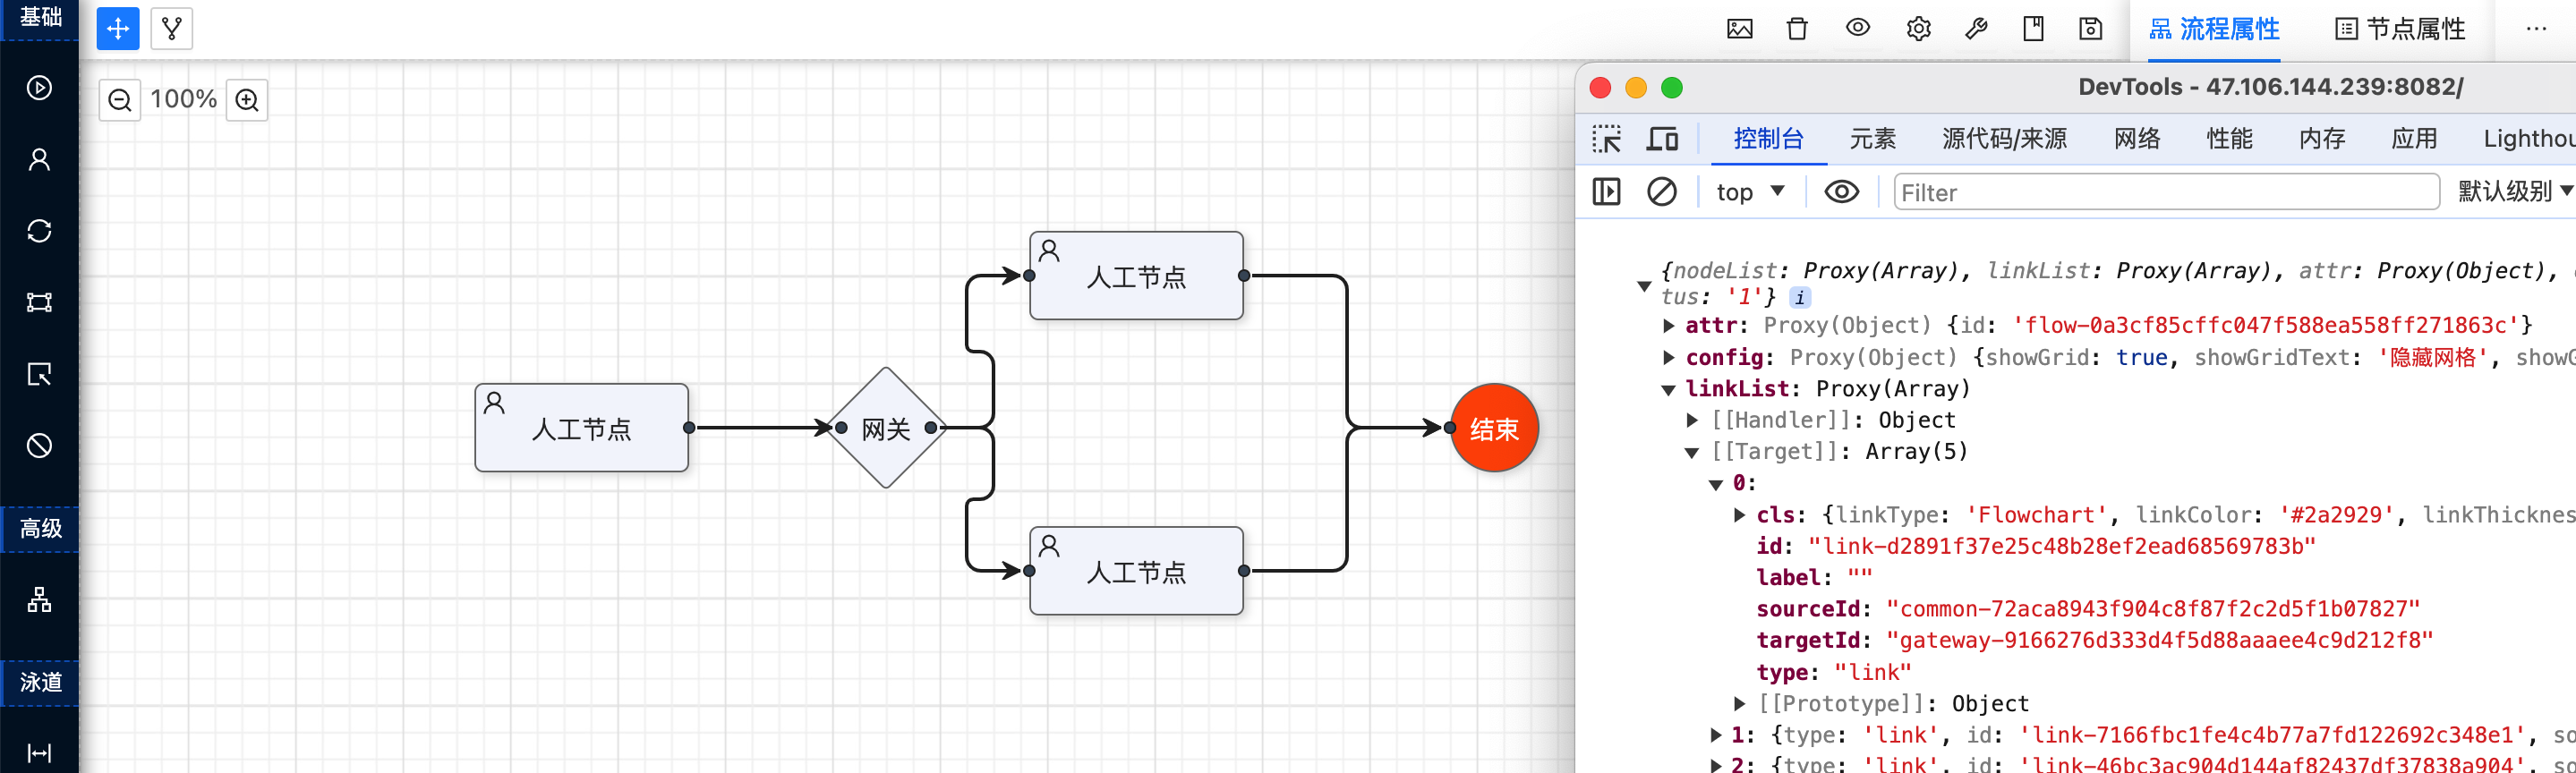 基础
流程属性
节点属性
100%
人工节点
人工节点
网关
人工节点
结束
高级
泳道
DevTools - 47.106.144.239:8082/
控制台
元素
源代码/来源
网络
性能
内存
应用
Lighthou
top
Filter
默认级别
{nodeList: Proxy(Array), linkList: Proxy(Array), attr: Proxy(Object),
tus: '1'} i
attr: Proxy(Object) {id: 'flow-0a3cf85cffc047f588ea558ff271863c'}
config: Proxy(Object) {showGrid: true, showGridText: '隐藏网格', showG
linkList: Proxy(Array)
[[Handler]]: Object
[[Target]]: Array(5)
0:
cls: {linkType: 'Flowchart', linkColor: '#2a2929', linkThicknes
id: "link-d2891f37e25c48b28ef2ead68569783b"
label: ""
sourceId: "common-72aca8943f904c8f87f2c2d5f1b07827"
targetId: "gateway-9166276d333d4f5d88aaaee4c9d212f8"
type: "link"
[[Prototype]]: Object
1: {type: 'link', id: 'link-7166fbc1fe4c4b77a7fd122692c348e1', so
2: {type: 'link', id: 'link-46bc3ac904d144af82437df37838a904', so